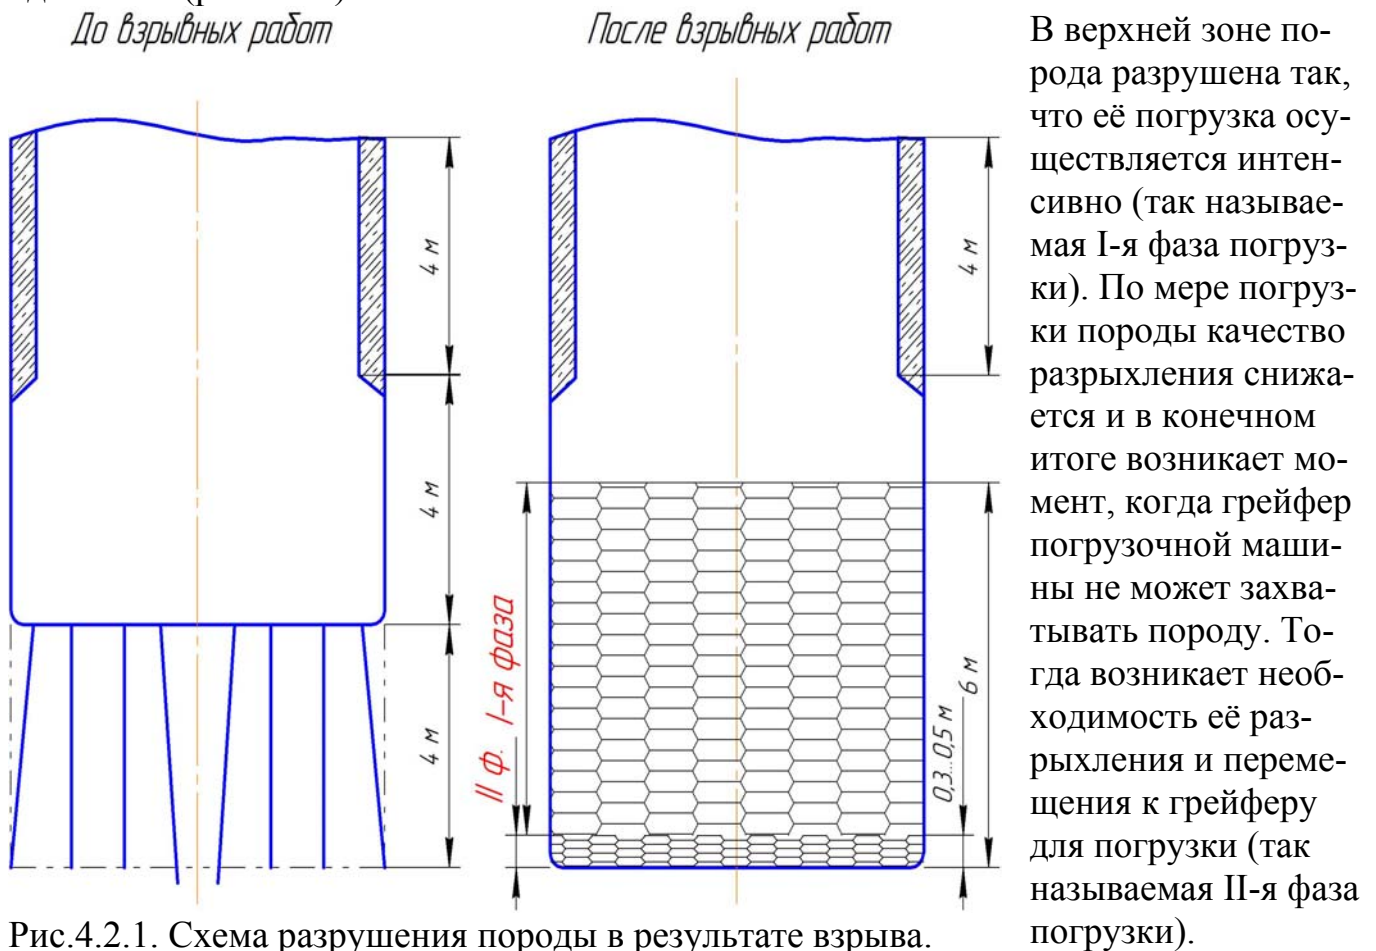 До взрывных работ
После взрывных работ
4 м
4 м
4 м
4 м
I-я фаза
II ф.
0,3...0,5 м
6 м
В верхней зоне по-
рода разрушена так,
что её погрузка осу-
ществляется интен-
сивно (так называе-
мая I-я фаза погруз-
ки). По мере погруз-
ки породы качество
разрыхления снижа-
ется и в конечном
итоге возникает мо-
мент, когда грейфер
погрузочной маши-
ны не может захва-
тывать породу. То-
гда возникает необ-
ходимость её раз-
рыхления и переме-
щения к грейферу
для погрузки (так
называемая II-я фаза
погрузки).
Рис.4.2.1. Схема разрушения породы в результате взрыва.